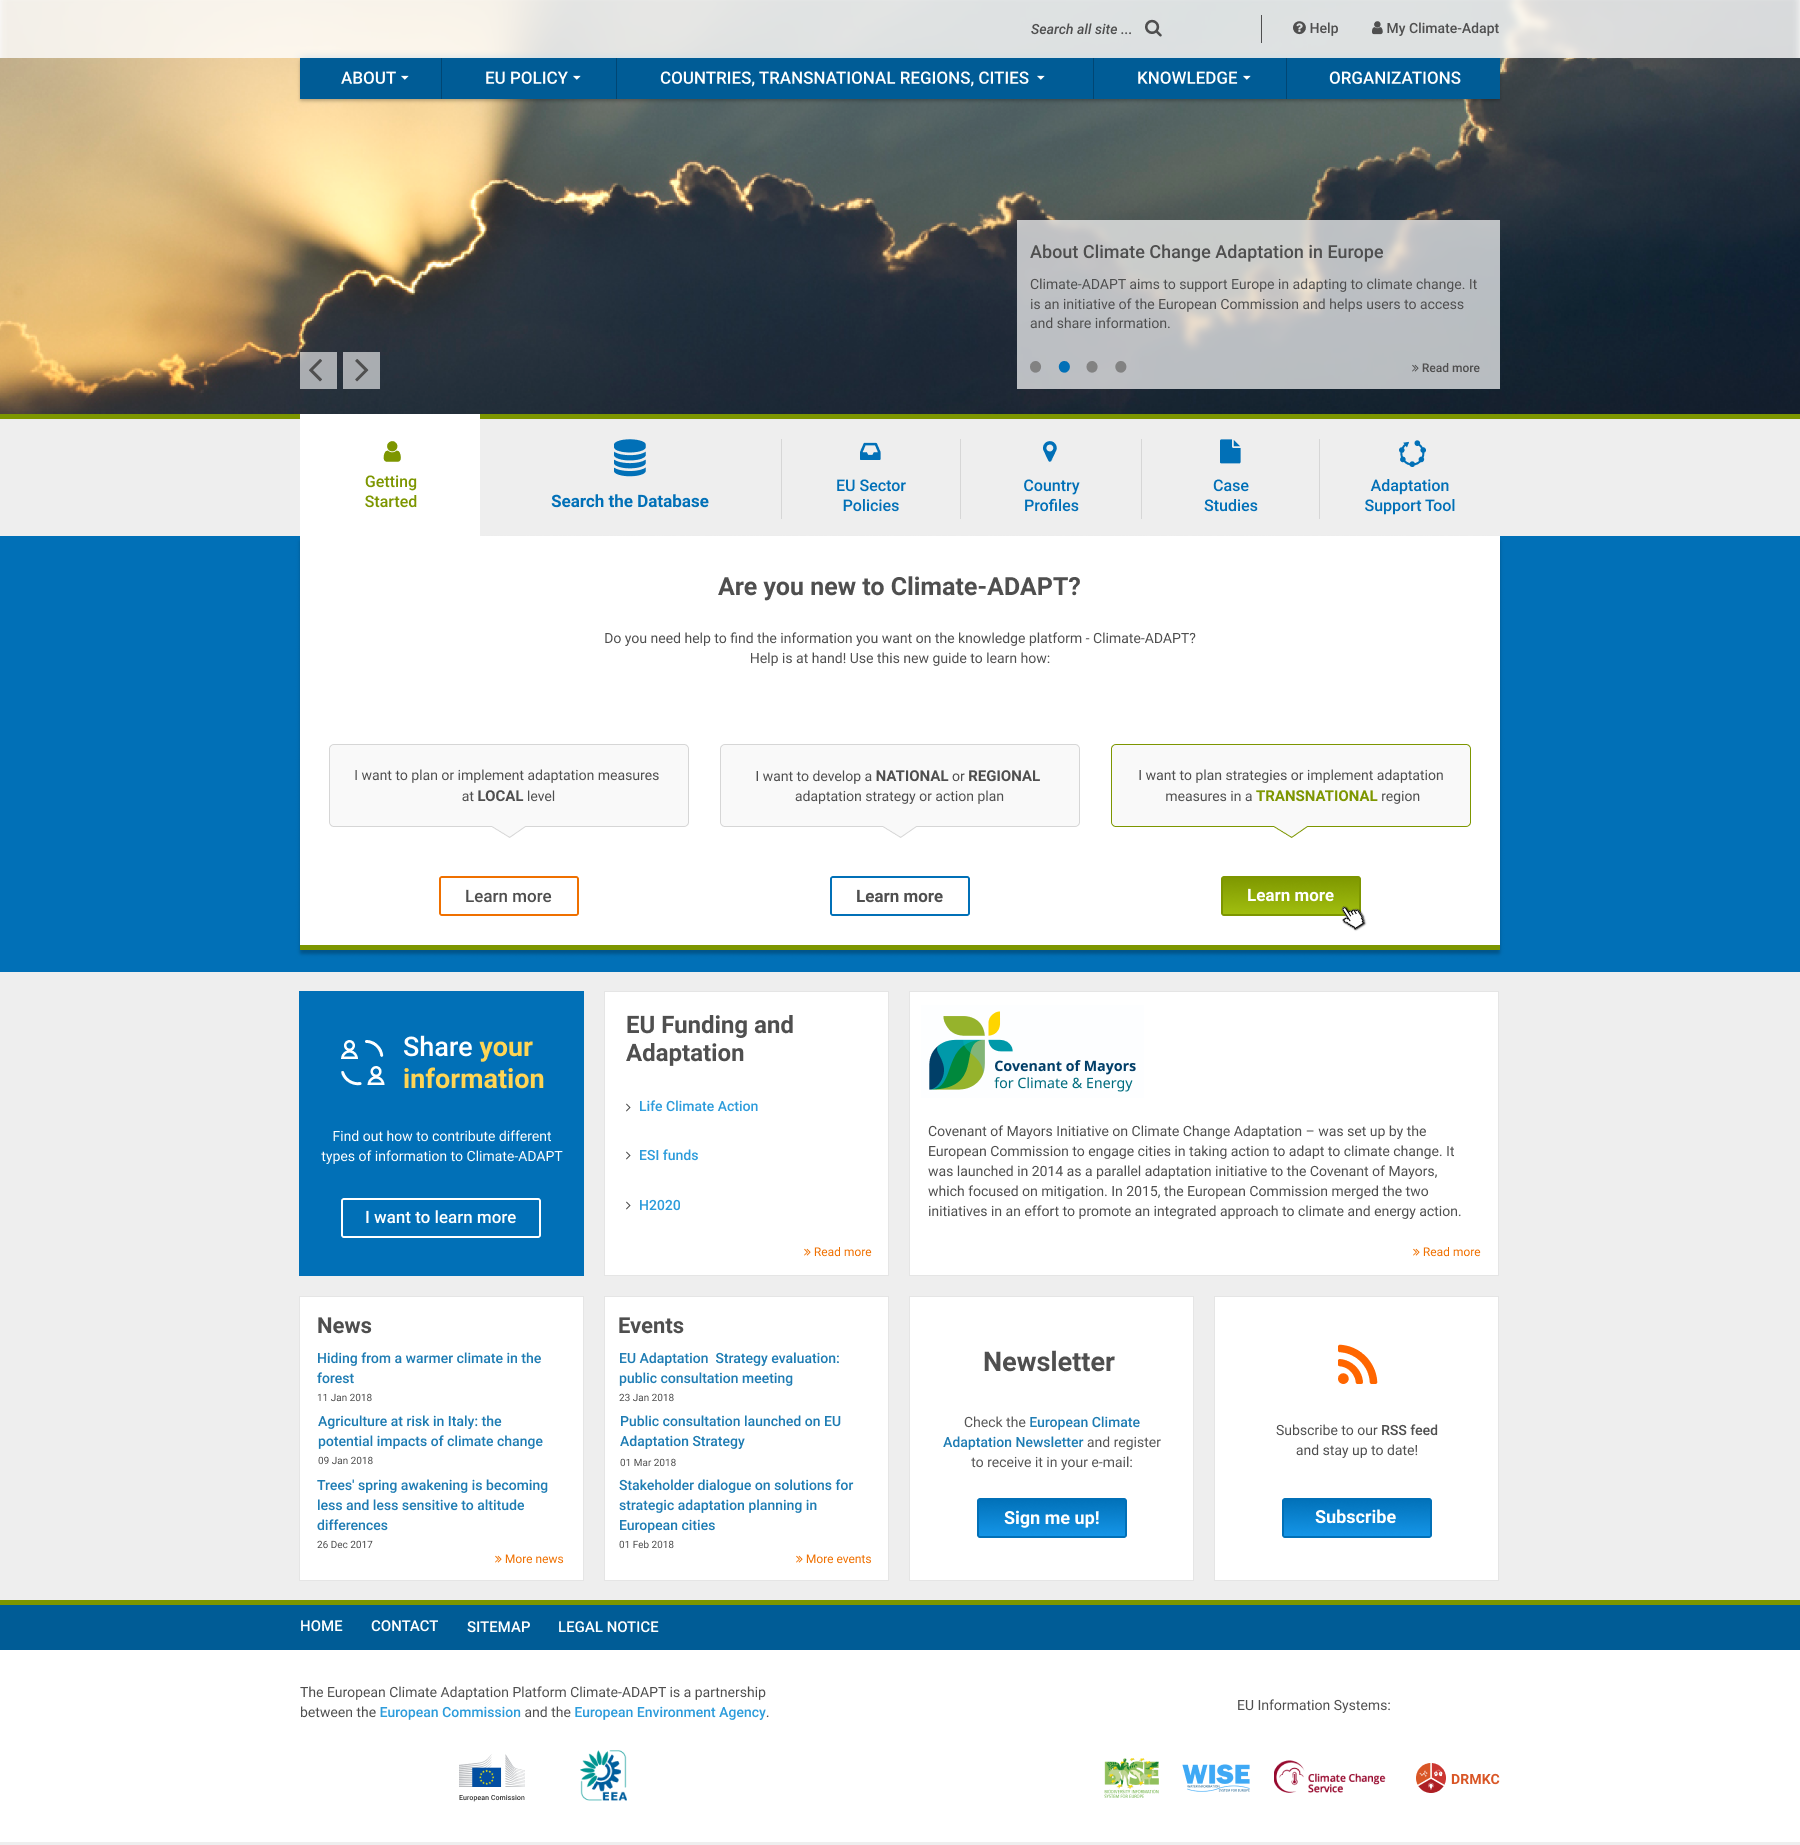 Search all site ...
Help
My Climate-Adapt
ABOUT
EU POLICY
COUNTRIES, TRANSNATIONAL REGIONS, CITIES
KNOWLEDGE
ORGANIZATIONS
About Climate Change Adaptation in Europe
Climate-ADAPT aims to support Europe in adapting to climate change. It
is an initiative of the European Commission and helps users to access
and share information.
» Read more
Getting
Started
Search the Database
EU Sector
Policies
Country
Profiles
Case
Studies
Adaptation
Support Tool
Are you new to Climate-ADAPT?
Do you need help to find the information you want on the knowledge platform - Climate-ADAPT?
Help is at hand! Use this new guide to learn how:
I want to plan or implement adaptation measures
at LOCAL level
Learn more
I want to develop a NATIONAL or REGIONAL
adaptation strategy or action plan
Learn more
I want to plan strategies or implement adaptation
measures in a TRANSNATIONAL region
Learn more
Share your
information
Find out how to contribute different
types of information to Climate-ADAPT
I want to learn more
EU Funding and
Adaptation
Life Climate Action
ESI funds
H2020
» Read more
Covenant of Mayors
for Climate & Energy
Covenant of Mayors Initiative on Climate Change Adaptation – was set up by the
European Commission to engage cities in taking action to adapt to climate change. It
was launched in 2014 as a parallel adaptation initiative to the Covenant of Mayors,
which focused on mitigation. In 2015, the European Commission merged the two
initiatives in an effort to promote an integrated approach to climate and energy action.
» Read more
News
Hiding from a warmer climate in the
forest
11 Jan 2018
Agriculture at risk in Italy: the
potential impacts of climate change
09 Jan 2018
Trees' spring awakening is becoming
less and less sensitive to altitude
differences
26 Dec 2017
» More news
Events
EU Adaptation  Strategy evaluation:
public consultation meeting
23 Jan 2018
Public consultation launched on EU
Adaptation Strategy
01 Mar 2018
Stakeholder dialogue on solutions for
strategic adaptation planning in
European cities
01 Feb 2018
» More events
Newsletter
Check the European Climate
Adaptation Newsletter and register
to receive it in your e-mail:
Sign me up!
Subscribe to our RSS feed
and stay up to date!
Subscribe
HOME
CONTACT
SITEMAP
LEGAL NOTICE
The European Climate Adaptation Platform Climate-ADAPT is a partnership
between the European Commission and the European Environment Agency.
European Comission
EEA
EU Information Systems:
BISE
BIODIVERSITY INFORMATION
SYSTEM FOR EUROPE
WISE
Climate Change
Service
DRMKC